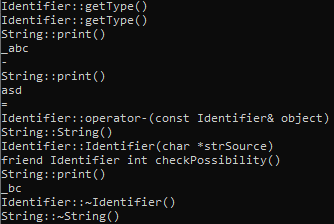 Identifier::getType()
Identifier::getType()
String::print()
_abc
-
String::print()
asd
=
Identifier::operator-(const Identifier& object)
String::String()
Identifier::Identifier(char *strSource)
friend Identifier int checkPossibility()
String::print()
_bc
Identifier::~Identifier()
String::~String()